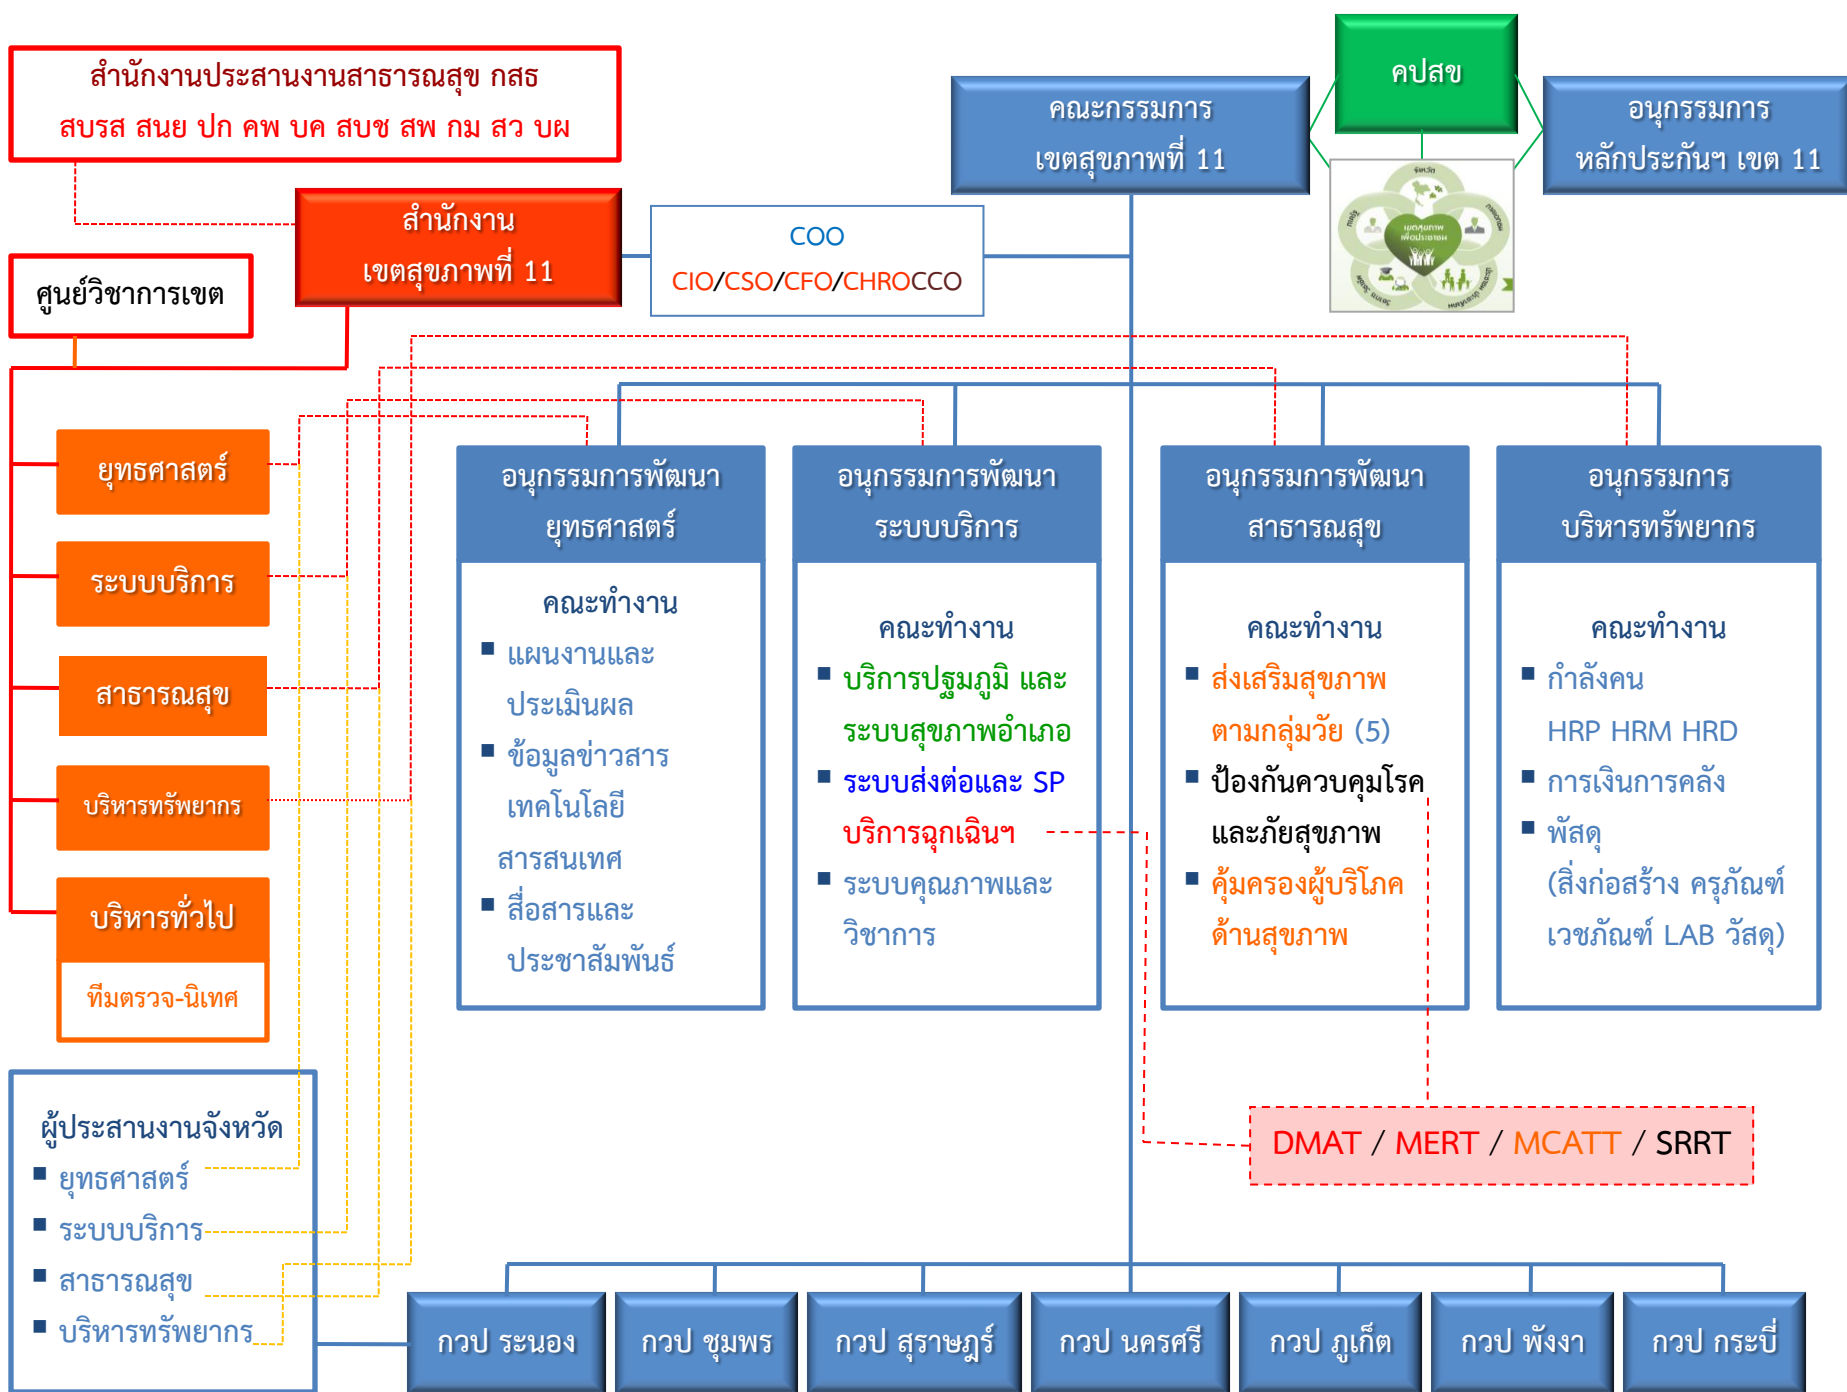 สำนักงานประสานงานสาธารณสุข กสธ
สบรส สนย ปก คพ บค สบช สพ กม สว บผ
คณะกรรมการ
เขตสุขภาพที่ 11
คปสข
อนุกรรมการ
หลักประกันฯ เขต 11
จังหวัด
เขตสุขภาพ
เพื่อประชาชน
สำนักงาน
เขตสุขภาพที่ 11
COO
CIO/CSO/CFO/CHROCCO
ศูนย์วิชาการเขต
ยุทธศาสตร์
ระบบบริการ
สาธารณสุข
บริหารทรัพยากร
บริหารทั่วไป
ทีมตรวจ-นิเทศ
อนุกรรมการพัฒนา
ยุทธศาสตร์
คณะทำงาน
▪ แผนงานและ
ประเมินผล
▪ ข้อมูลข่าวสาร
เทคโนโลยี
สารสนเทศ
▪ สื่อสารและ
ประชาสัมพันธ์
อนุกรรมการพัฒนา
ระบบบริการ
คณะทำงาน
▪ บริการปฐมภูมิ และ
ระบบสุขภาพอำเภอ
▪ ระบบส่งต่อและ SP
บริการฉุกเฉินฯ
▪ ระบบคุณภาพและ
วิชาการ
อนุกรรมการพัฒนา
สาธารณสุข
คณะทำงาน
▪ ส่งเสริมสุขภาพ
ตามกลุ่มวัย (5)
▪ ป้องกันควบคุมโรค
และภัยสุขภาพ
▪ คุ้มครองผู้บริโภค
ด้านสุขภาพ
อนุกรรมการ
บริหารทรัพยากร
คณะทำงาน
▪ กำลังคน
HRP HRM HRD
▪ การเงินการคลัง
▪ พัสดุ
(สิ่งก่อสร้าง ครุภัณฑ์
เวชภัณฑ์ LAB วัสดุ)
DMAT / MERT / MCATT / SRRT
ผู้ประสานงานจังหวัด
▪ ยุทธศาสตร์
▪ ระบบบริการ
▪ สาธารณสุข
▪ บริหารทรัพยากร
กวป ระนอง
กวป ชุมพร
กวป สุราษฎร์
กวป นครศรี
กวป ภูเก็ต
กวป พังงา
กวป กระบี่